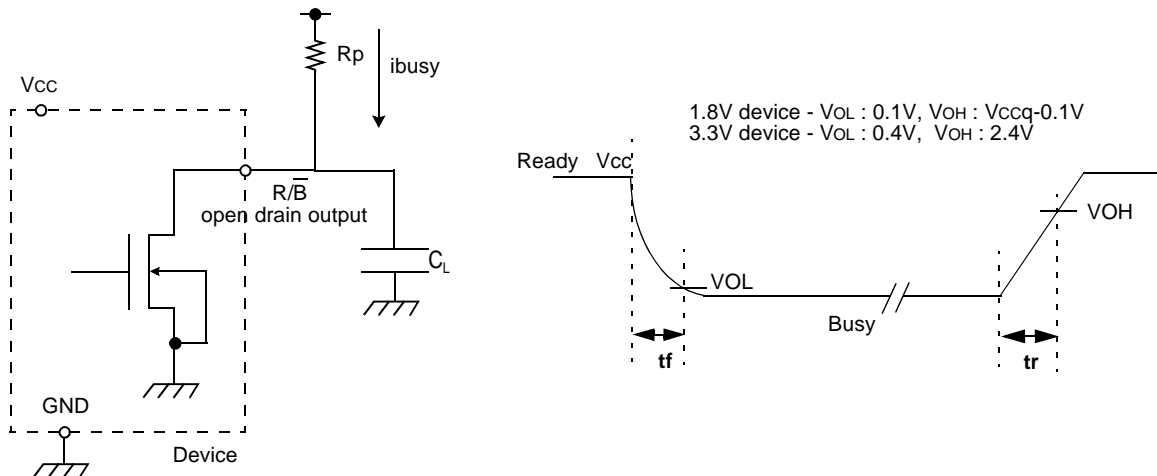 Rp
ibusy
VCC
R/B̅
open drain output
CL
GND
Device
1.8V device - VOL : 0.1V, VOH : VCCq-0.1V
3.3V device - VOL : 0.4V, VOH : 2.4V
Ready Vcc
VOH
VOL
Busy
tf
tr